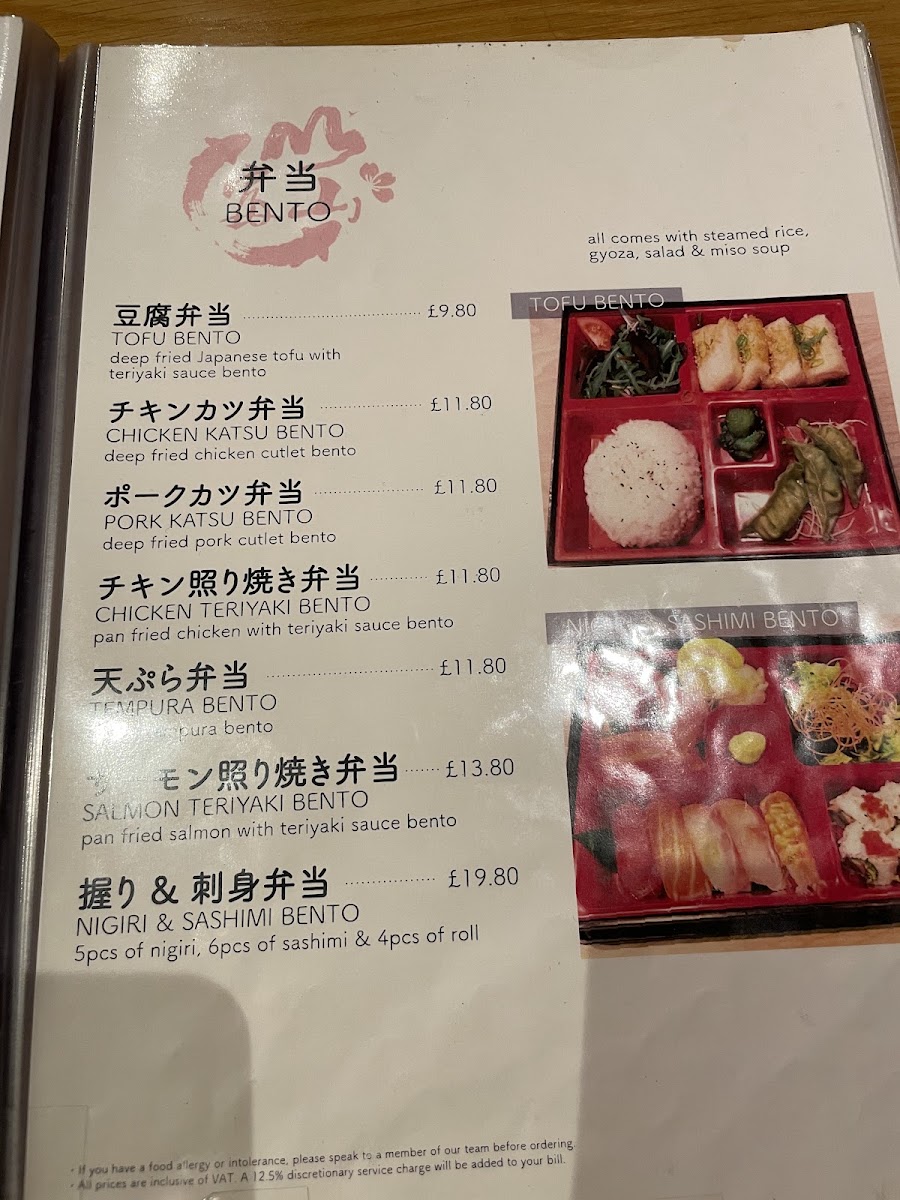 弁当
BENTO
all comes with steamed rice,
gyoza, salad & miso soup
豆腐弁当 £9.80
TOFU BENTO
deep fried Japanese tofu with
teriyaki sauce bento
チキンカツ弁当 £11.80
CHICKEN KATSU BENTO
deep fried chicken cutlet bento
ポークカツ弁当 £11.80
PORK KATSU BENTO
deep fried pork cutlet bento
チキン照り焼き弁当 £11.80
CHICKEN TERIYAKI BENTO
pan fried chicken with teriyaki sauce bento
天ぷら弁当 £11.80
TEMPURA BENTO
bento
モン照り焼き弁当 £13.80
SALMON TERIYAKI BENTO
pan fried salmon with teriyaki sauce bento
握り & 刺身弁当 £19.80
NIGIRI & SASHIMI BENTO
5pcs of nigiri, 6pcs of sashimi & 4pcs of roll
TOFU BENTO
SASHIMI BENTO
• If you have a food allergy or intolerance, please speak to a member of our team before ordering.
• All prices are inclusive of VAT. A 12.5% discretionary service charge will be added to your bill.